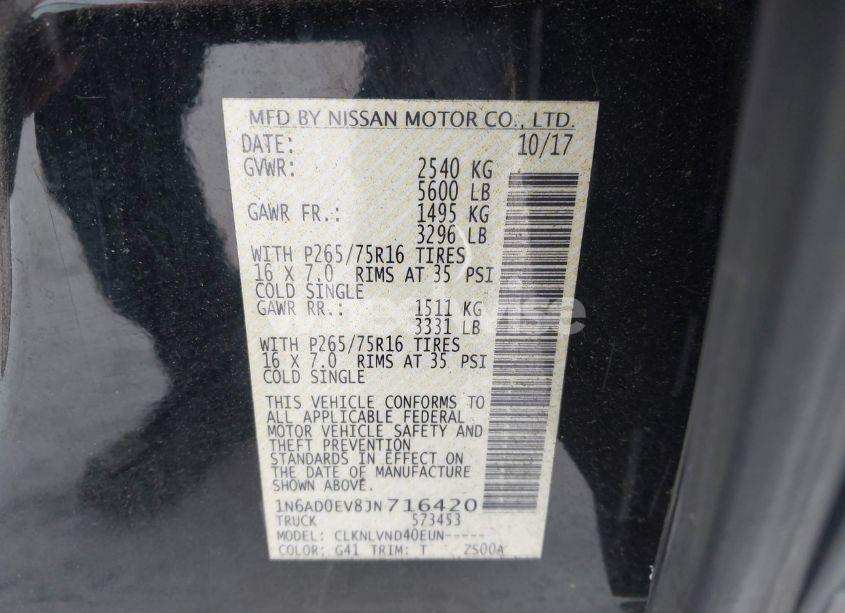 MFD BY NISSAN MOTOR CO., LTD.
DATE: 10/17
GVWR: 2540 KG
5600 LB
GAWR FR.: 1495 KG
3296 LB
WITH P265/75R16 TIRES
16 X 7.0 RIMS AT 35 PSI
COLD SINGLE
GAWR RR.: 1511 KG
3331 LB
WITH P265/75R16 TIRES
16 X 7.0 RIMS AT 35 PSI
COLD SINGLE
THIS VEHICLE CONFORMS TO
ALL APPLICABLE FEDERAL
MOTOR VEHICLE SAFETY AND
THEFT PREVENTION
STANDARDS IN EFFECT ON
THE DATE OF MANUFACTURE
SHOWN ABOVE.
1N6AD0EV8JN716420
TRUCK 573453
MODEL: CLKNLVND40EUN-----
COLOR: G41 TRIM: T ZS00A